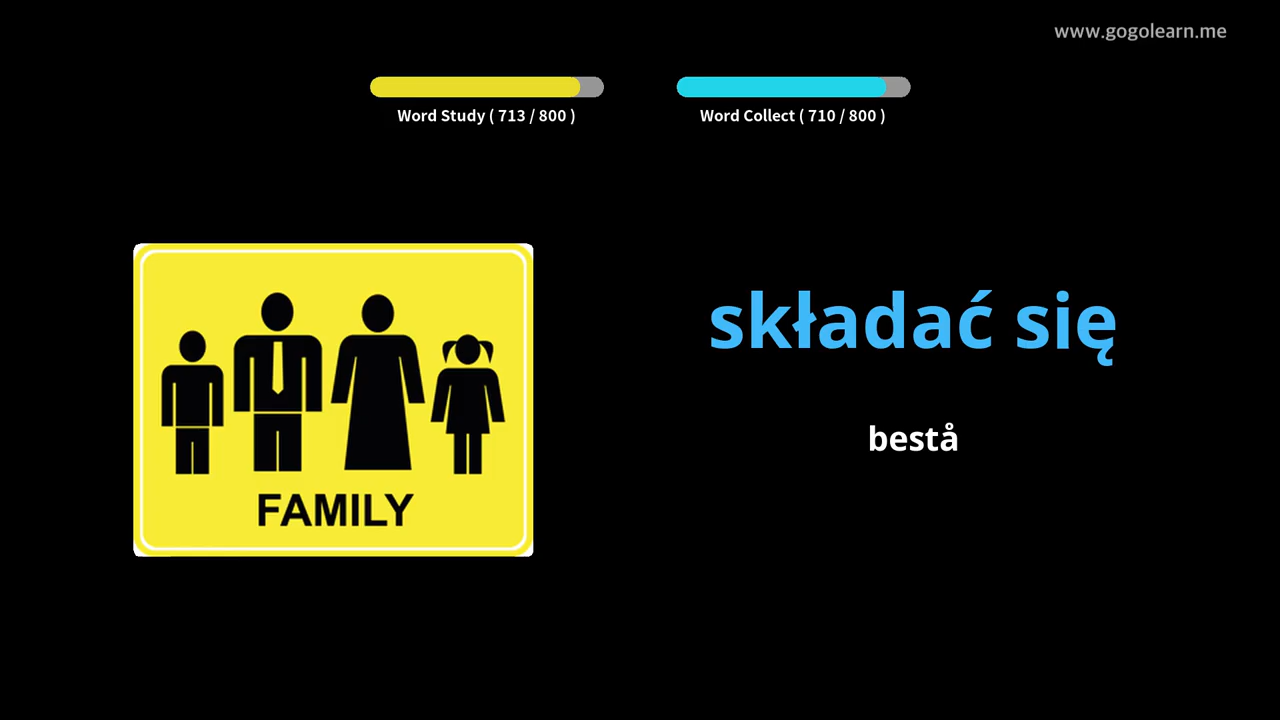 www.gogolearn.me
Word Study ( 713 / 800 )
Word Collect ( 710 / 800 )
składać się
bestå
FAMILY